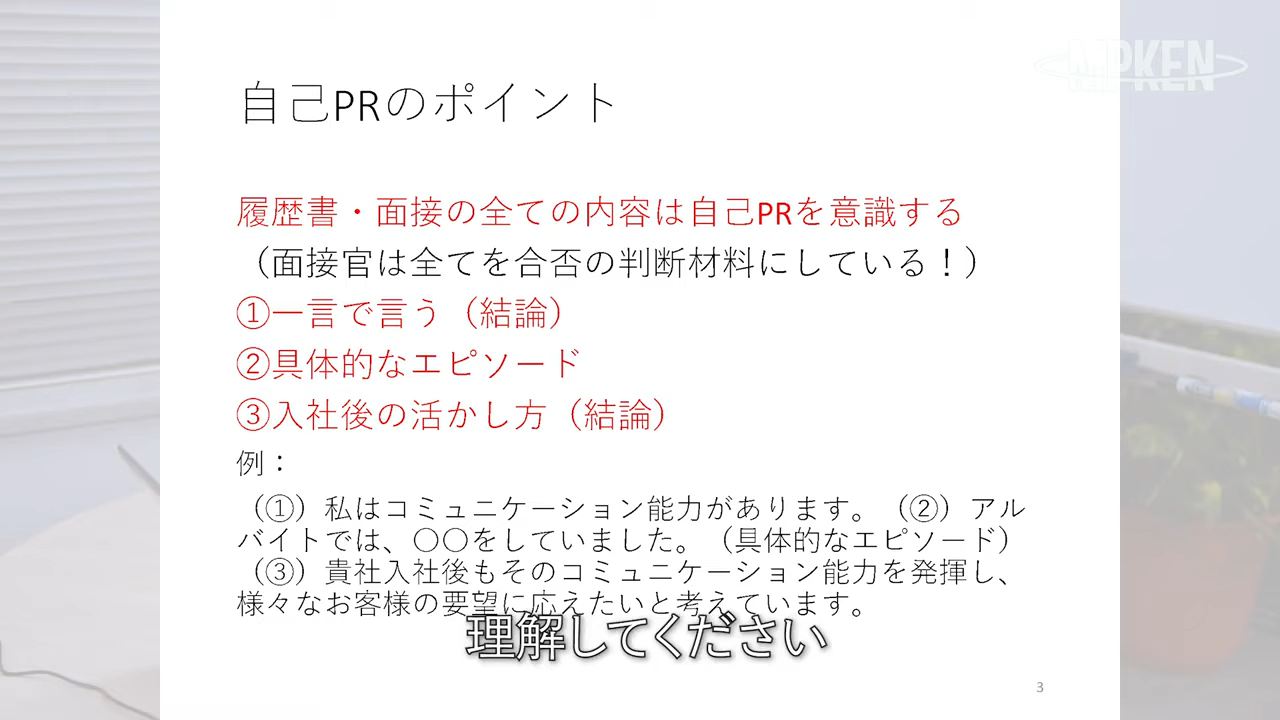 MPKEN
自己PRのポイント
履歴書・面接の全ての内容は自己PRを意識する
（面接官は全てを合否の判断材料にしている！）
①一言で言う（結論）
②具体的なエピソード
③入社後の活かし方（結論）
例：
（①）私はコミュニケーション能力があります。（②）アル
バイトでは、〇〇をしていました。（具体的なエピソード）
（③）貴社入社後もそのコミュニケーション能力を発揮し、
様々なお客様の要望に応えたいと考えています。
理解してください
3